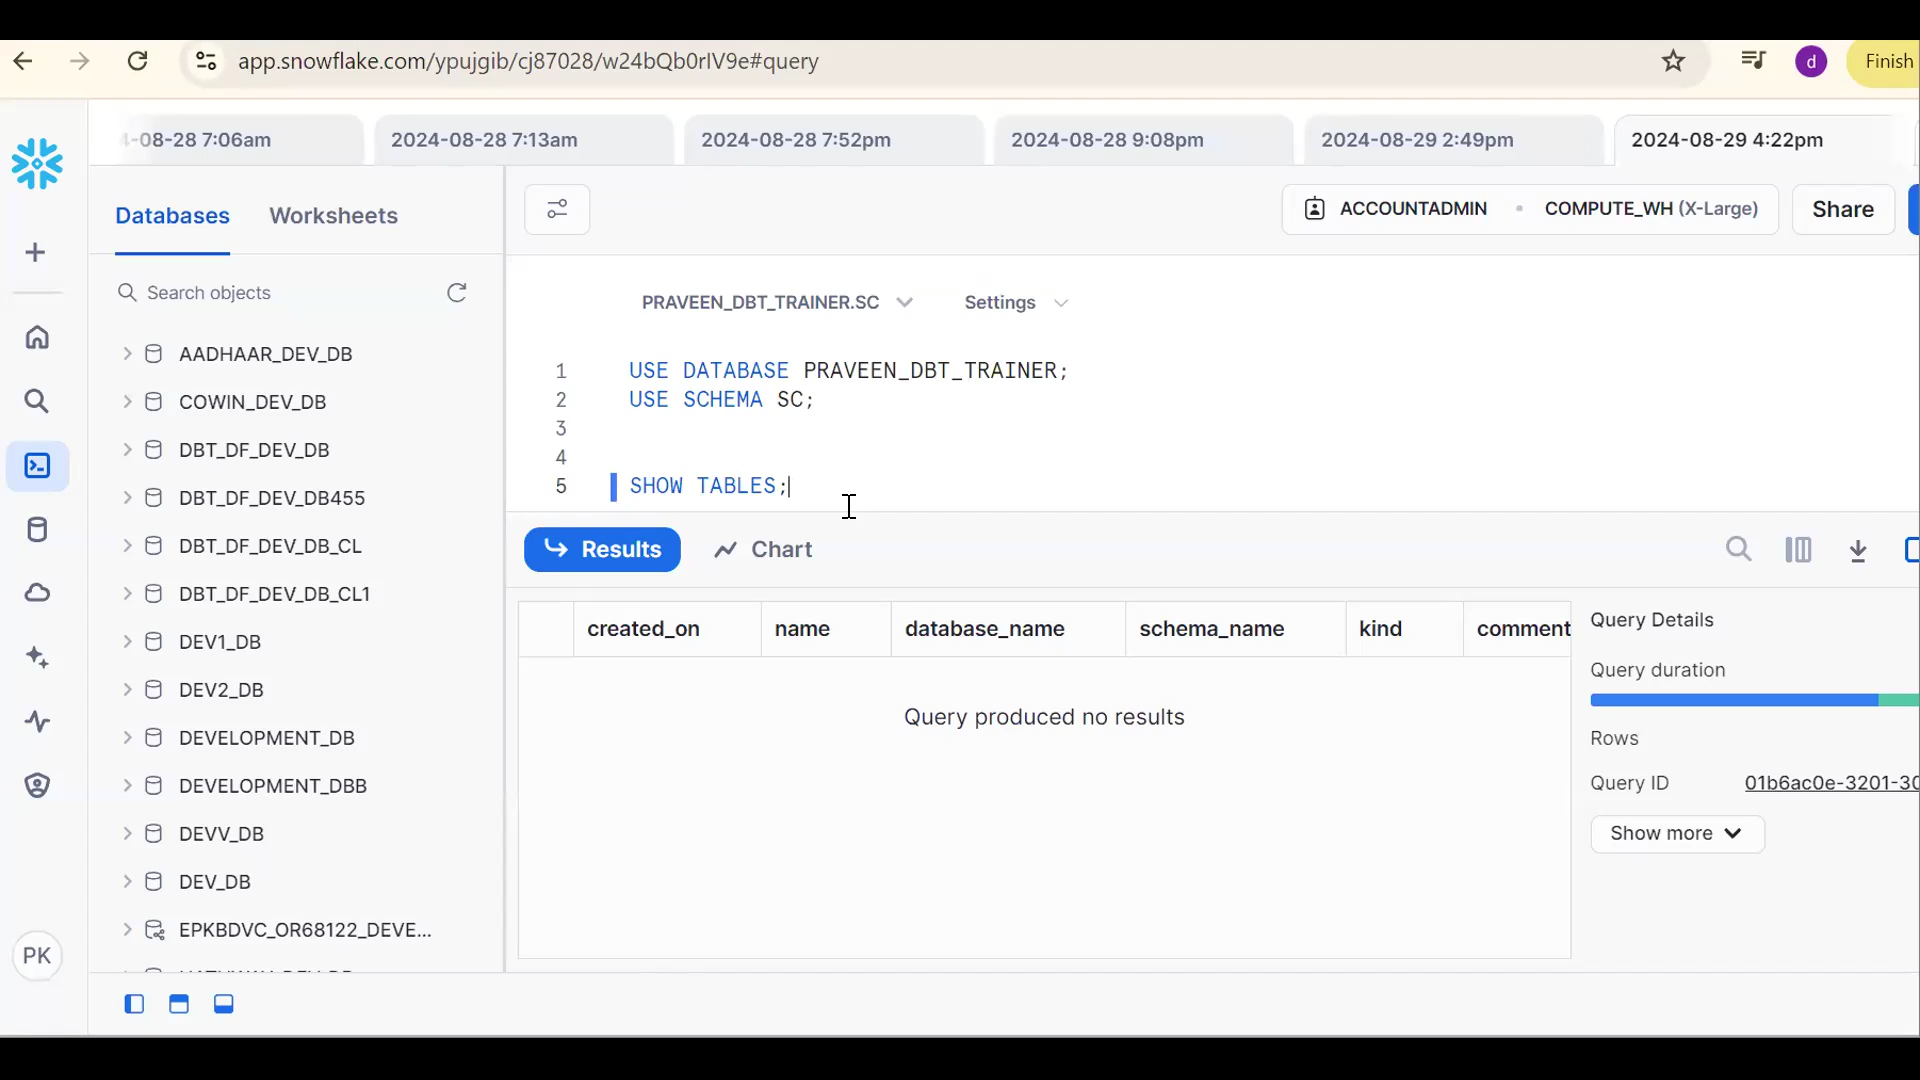 app.snowflake.com/ypujgib/cj87028/w24bQb0rIV9e#query
d
Finish
-08-28 7:06am
2024-08-28 7:13am
2024-08-28 7:52pm
2024-08-28 9:08pm
2024-08-29 2:49pm
2024-08-29 4:22pm
Databases
Worksheets
ACCOUNTADMIN
COMPUTE_WH (X-Large)
Share
Search objects
AADHAAR_DEV_DB
COWIN_DEV_DB
DBT_DF_DEV_DB
DBT_DF_DEV_DB455
DBT_DF_DEV_DB_CL
DBT_DF_DEV_DB_CL1
DEV1_DB
DEV2_DB
DEVELOPMENT_DB
DEVELOPMENT_DBB
DEVV_DB
DEV_DB
EPKBDVC_OR68122_DEVE...
PK
PRAVEEN_DBT_TRAINER.SC
Settings
1 USE DATABASE PRAVEEN_DBT_TRAINER;
2 USE SCHEMA SC;
3
4
5 SHOW TABLES;
Results
Chart
created_on
name
database_name
schema_name
kind
comment
Query produced no results
Query Details
Query duration
Rows
Query ID
01b6ac0e-3201-30
Show more